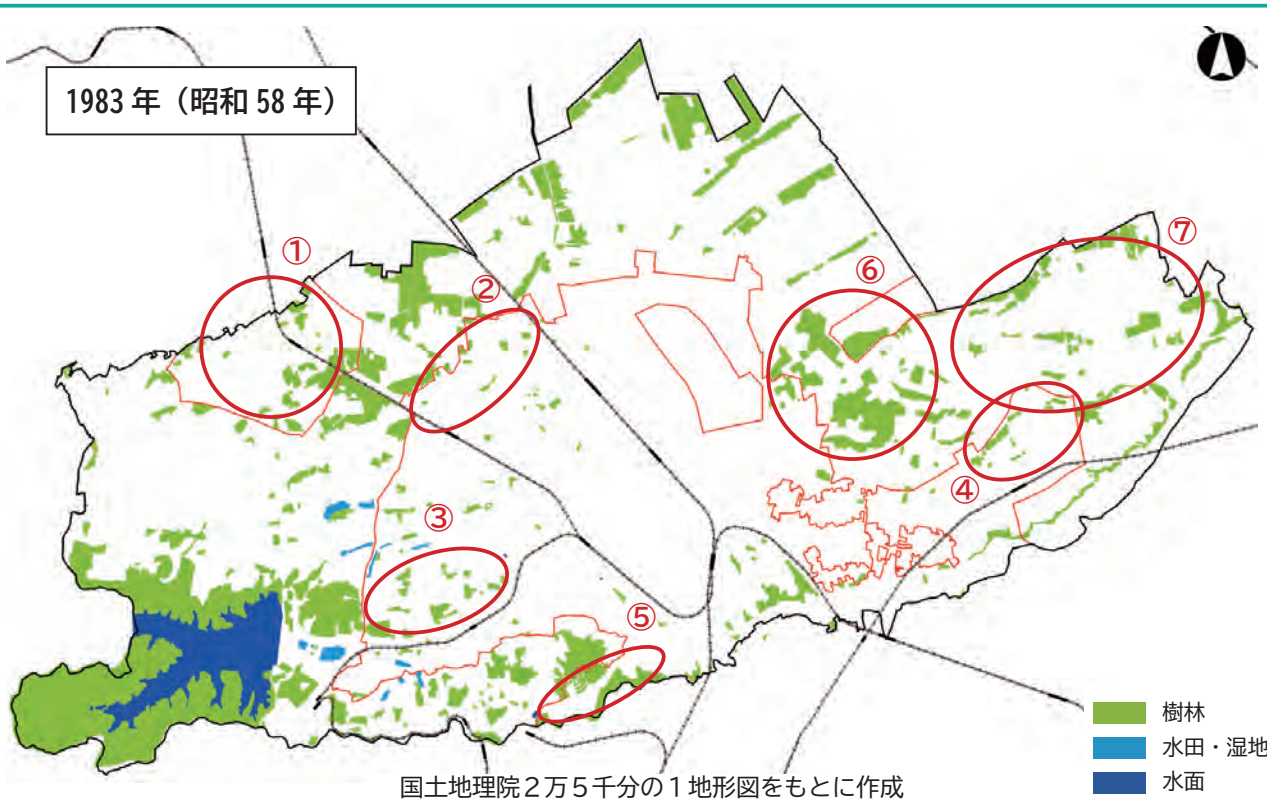 1983 年（昭和 58 年）
①
②
⑦
⑥
③
④
⑤
樹林
水田・湿地
水面
国土地理院２万５千分の１地形図をもとに作成